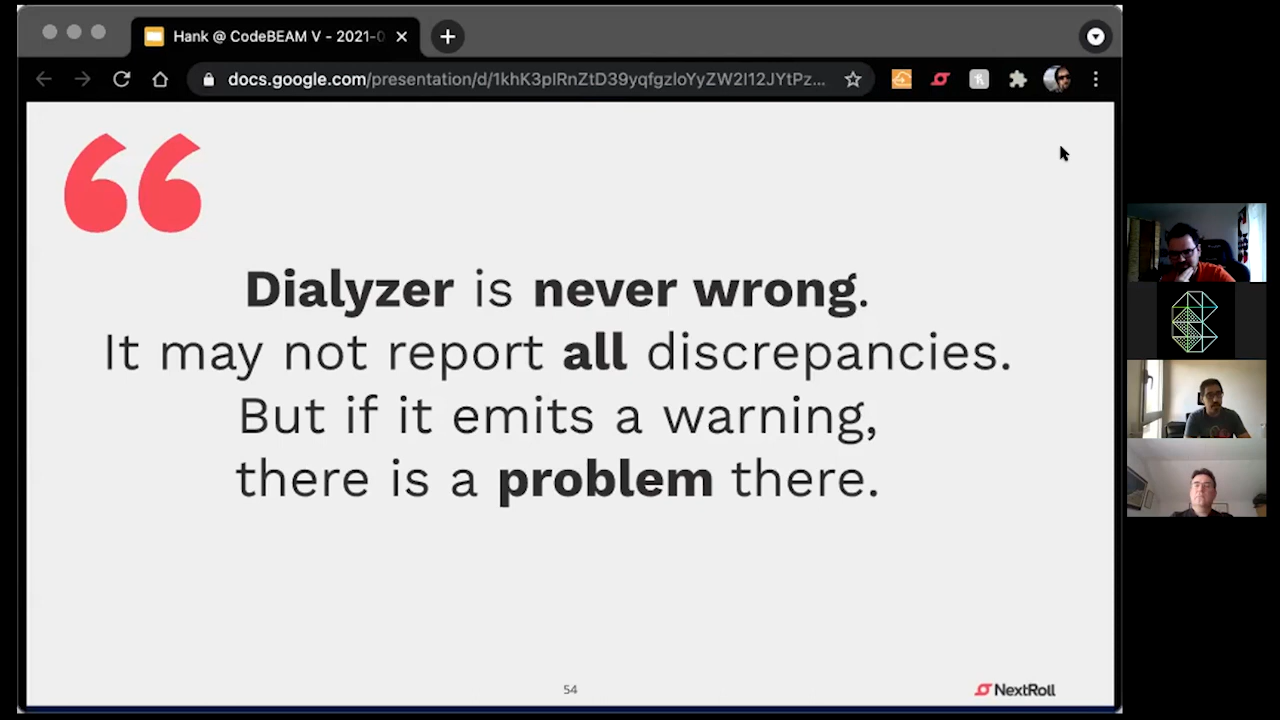 Hank @ CodeBEAM V - 2021-0
docs.google.com/presentation/d/1khK3plRnZtD39yqfgzloYyZW2l12JYtPz...
Dialyzer is never wrong.
It may not report all discrepancies.
But if it emits a warning,
there is a problem there.
54
NextRoll